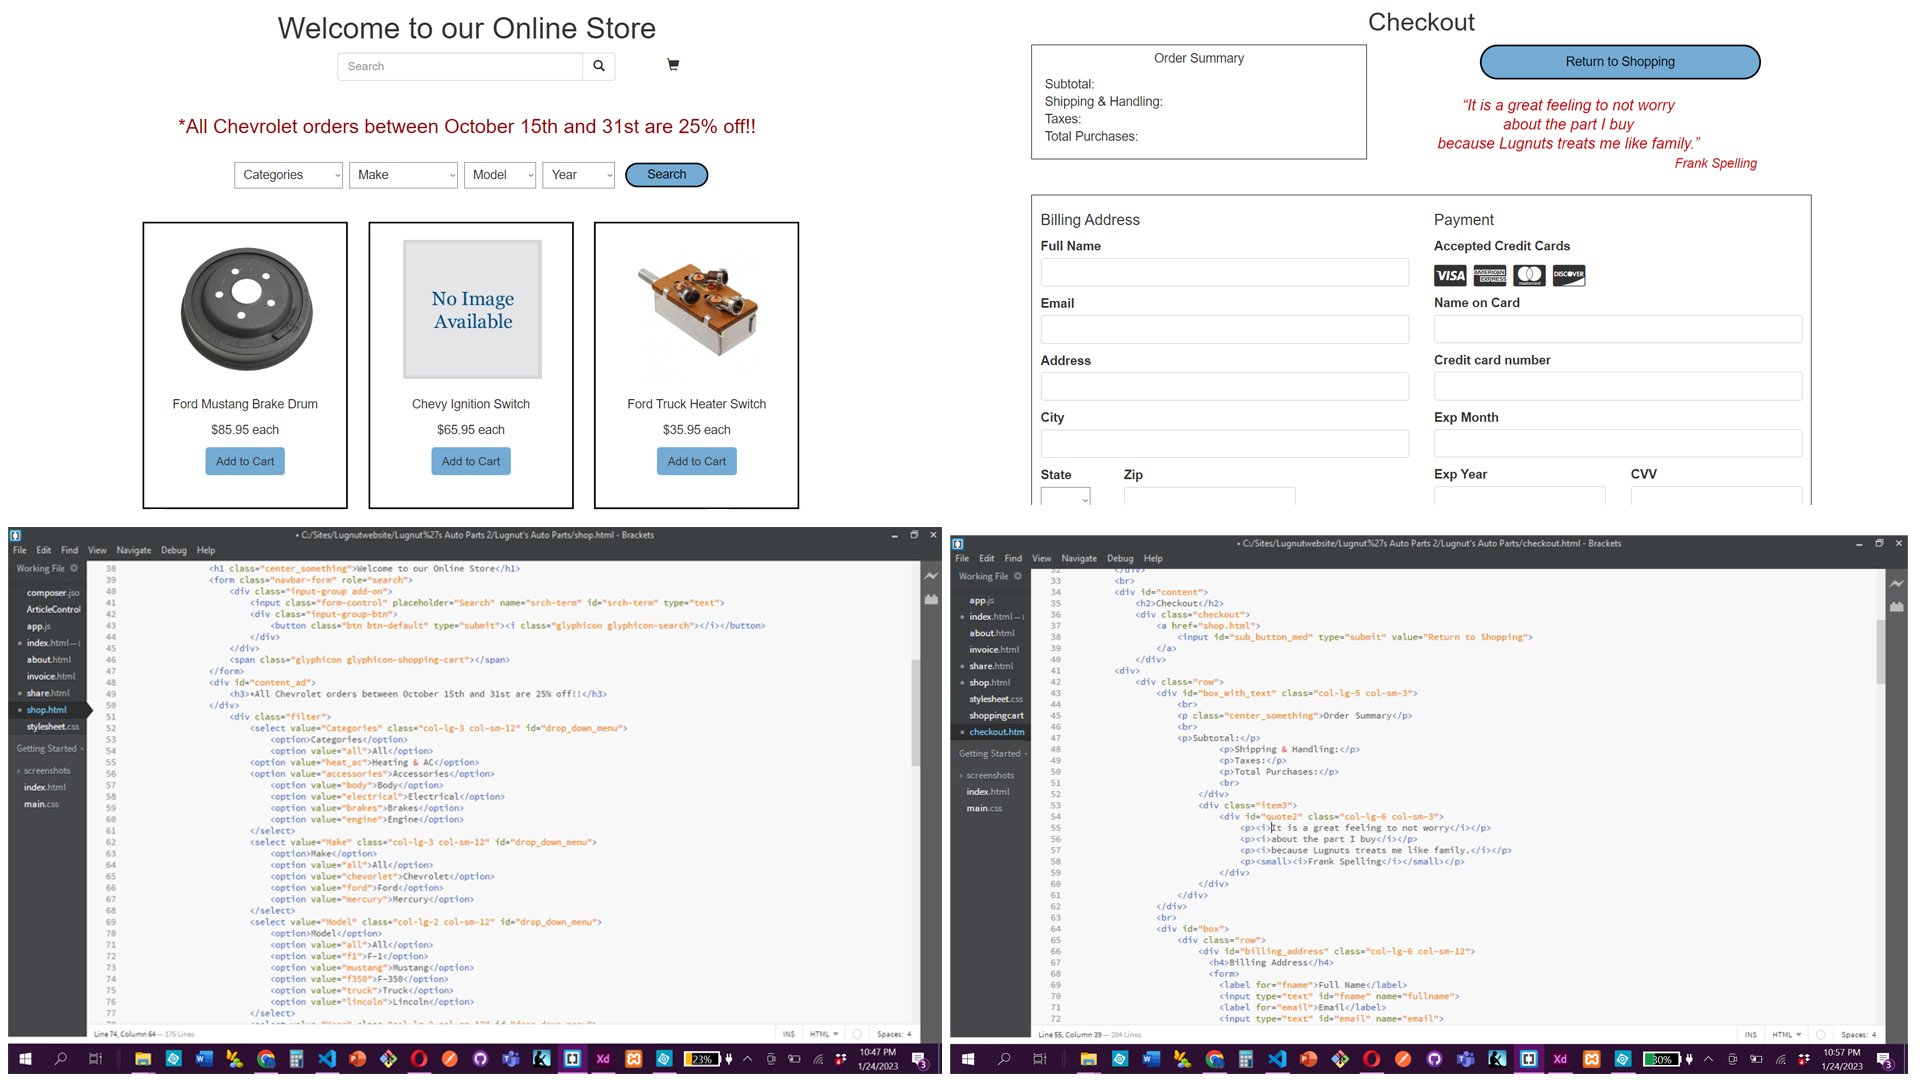 Welcome to our Online Store
Search
*All Chevrolet orders between October 15th and 31st are 25% off!!
Categories Make Model Year Search
No Image
Available
Ford Mustang Brake Drum Chevy Ignition Switch Ford Truck Heater Switch
$85.95 each $65.95 each $35.95 each
Add to Cart Add to Cart Add to Cart
Checkout
Order Summary
Subtotal:
Shipping & Handling:
Taxes:
Total Purchases:
Return to Shopping
“It is a great feeling to not worry
about the part I buy
because Lugnuts treats me like family.”
Frank Spelling
Billing Address
Full Name
Email
Address
City
State Zip
Payment
Accepted Credit Cards
VISA AMERICAN EXPRESS mastercard DISCOVER
Name on Card
Credit card number
Exp Month
Exp Year CVV
• C:/Sites/Lugnutwebsite/Lugnut%27s Auto Parts 2/Lugnut's Auto Parts/shop.html - Brackets
File Edit Find View Navigate Debug Help
Working File
composer.jso
ArticleControl
app.js
index.html — i
about.html
invoice.html
share.html
shop.html
stylesheet.css
Getting Started
screenshots
index.html
main.css
38 <h1 class="center_something">Welcome to our Online Store</h1>
39 <form class="navbar-form" role="search">
40 <div class="input-group add-on">
41 <input class="form-control" placeholder="Search" name="srch-term" id="srch-term" type="text">
42 <div class="input-group-btn">
43 <button class="btn btn-default" type="submit"><i class="glyphicon glyphicon-search"></i></button>
44 </div>
45 </div>
46 <span class="glyphicon glyphicon-shopping-cart"></span>
47 </form>
48 <div id="content_ad">
49 <h3>*All Chevrolet orders between October 15th and 31st are 25% off!!</h3>
50 </div>
51 <div class="filter">
52 <select value="Categories" class="col-lg-3 col-sm-12" id="drop_down_menu">
53 <option>Categories</option>
54 <option value="all">All</option>
55 <option value="heat_ac">Heating & AC</option>
56 <option value="accessories">Accessories</option>
57 <option value="body">Body</option>
58 <option value="electrical">Electrical</option>
59 <option value="brakes">Brakes</option>
60 <option value="engine">Engine</option>
61 </select>
62 <select value="Make" class="col-lg-3 col-sm-12" id="drop_down_menu">
63 <option>Make</option>
64 <option value="all">All</option>
65 <option value="chevorlet">Chevrolet</option>
66 <option value="ford">Ford</option>
67 <option value="mercury">Mercury</option>
68 </select>
69 <select value="Model" class="col-lg-2 col-sm-12" id="drop_down_menu">
70 <option>Model</option>
71 <option value="all">All</option>
72 <option value="f1">F-1</option>
73 <option value="mustang">Mustang</option>
74 <option value="f350">F-350</option>
75 <option value="truck">Truck</option>
76 <option value="lincoln">Lincoln</option>
77 </select>
Line 74, Column 64 — 175 Lines INS HTML Spaces: 4
23% 10:47 PM
1/24/2023
3
• C:/Sites/Lugnutwebsite/Lugnut%27s Auto Parts 2/Lugnut's Auto Parts/checkout.html - Brackets
File Edit Find View Navigate Debug Help
Working File
app.js
index.html — i
about.html
invoice.html
share.html
shop.html
stylesheet.css
shoppingcart
checkout.htm
Getting Started
screenshots
index.html
main.css
32 </div>
33 <br>
34 <div id="content">
35 <h2>Checkout</h2>
36 <div class="checkout">
37 <a href="shop.html">
38 <input id="sub_button_med" type="submit" value="Return to Shopping">
39 </a>
40 </div>
41 <div>
42 <div class="row">
43 <div id="box_with_text" class="col-lg-5 col-sm-3">
44 <br>
45 <p class="center_something">Order Summary</p>
46 <br>
47 <p>Subtotal:</p>
48 <p>Shipping & Handling:</p>
49 <p>Taxes:</p>
50 <p>Total Purchases:</p>
51 <br>
52 </div>
53 <div class="item3">
54 <div id="quote2" class="col-lg-6 col-sm-3">
55 <p><i>It is a great feeling to not worry</i></p>
56 <p><i>about the part I buy</i></p>
57 <p><i>because Lugnuts treats me like family.</i></p>
58 <p><small><i>Frank Spelling</i></small></p>
59 </div>
60 </div>
61 </div>
62 </div>
63 <br>
64 <div id="box">
65 <div class="row">
66 <div id="billing_address" class="col-lg-6 col-sm-12">
67 <h4>Billing Address</h4>
68 <form>
69 <label for="fname">Full Name</label>
70 <input type="text" id="fname" name="fullname">
71 <label for="email">Email</label>
72 <input type="text" id="email" name="email">
Line 55, Column 39 — 284 Lines INS HTML Spaces: 4
30% 10:57 PM
1/24/2023
3